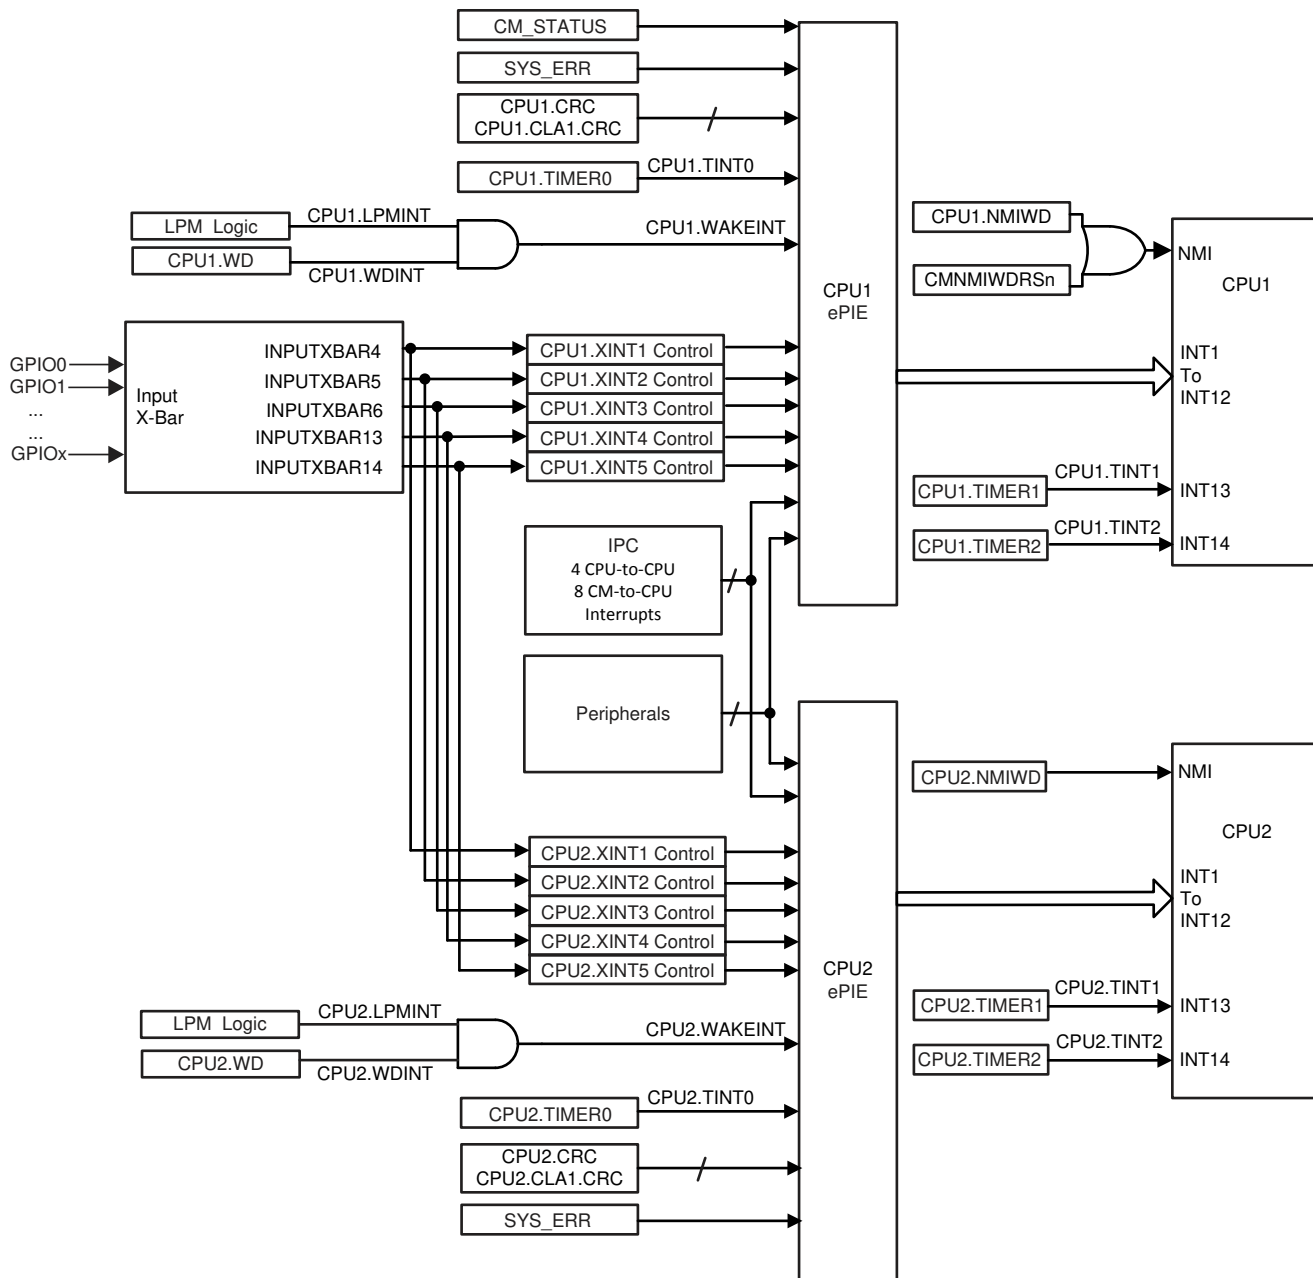 CM_STATUS
SYS_ERR
CPU1.CRC
CPU1.CLA1.CRC
CPU1.TIMER0
CPU1.TINT0
LPM Logic
CPU1.LPMINT
CPU1.WD
CPU1.WDINT
CPU1.WAKEINT
CPU1
ePIE
CPU1.NMIWD
CMNMIWDRSn
NMI
CPU1
INT1
To
INT12
CPU1.TIMER1
CPU1.TINT1
INT13
CPU1.TIMER2
CPU1.TINT2
INT14
GPIO0
GPIO1
...
...
GPIOx
Input
X-Bar
INPUTXBAR4
INPUTXBAR5
INPUTXBAR6
INPUTXBAR13
INPUTXBAR14
CPU1.XINT1 Control
CPU1.XINT2 Control
CPU1.XINT3 Control
CPU1.XINT4 Control
CPU1.XINT5 Control
IPC
4 CPU-to-CPU
8 CM-to-CPU
Interrupts
Peripherals
CPU2.XINT1 Control
CPU2.XINT2 Control
CPU2.XINT3 Control
CPU2.XINT4 Control
CPU2.XINT5 Control
CPU2
ePIE
CPU2.NMIWD
NMI
CPU2
INT1
To
INT12
CPU2.TIMER1
CPU2.TINT1
INT13
CPU2.TIMER2
CPU2.TINT2
INT14
LPM Logic
CPU2.LPMINT
CPU2.WD
CPU2.WDINT
CPU2.WAKEINT
CPU2.TIMER0
CPU2.TINT0
CPU2.CRC
CPU2.CLA1.CRC
SYS_ERR